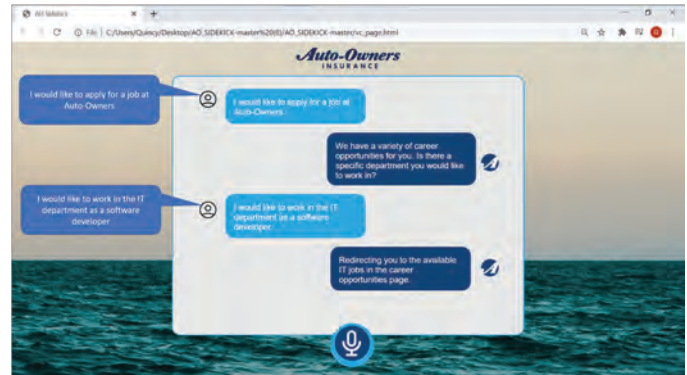 AO Sidekick
File | C:/Users/Quincy/Desktop/AO_SIDEKICK-master%20(6)/AO_SIDEKICK-master/vc_page.html
Auto-Owners
INSURANCE
I would like to apply for a job at
Auto-Owners
I would like to apply for a job at
Auto-Owners
We have a variety of career
opportunities for you. Is there a
specific department you would like
to work in?
I would like to work in the IT
department as a software
developer
I would like to work in the IT
department as a software
developer
Redirecting you to the available
IT jobs in the career
opportunities page.